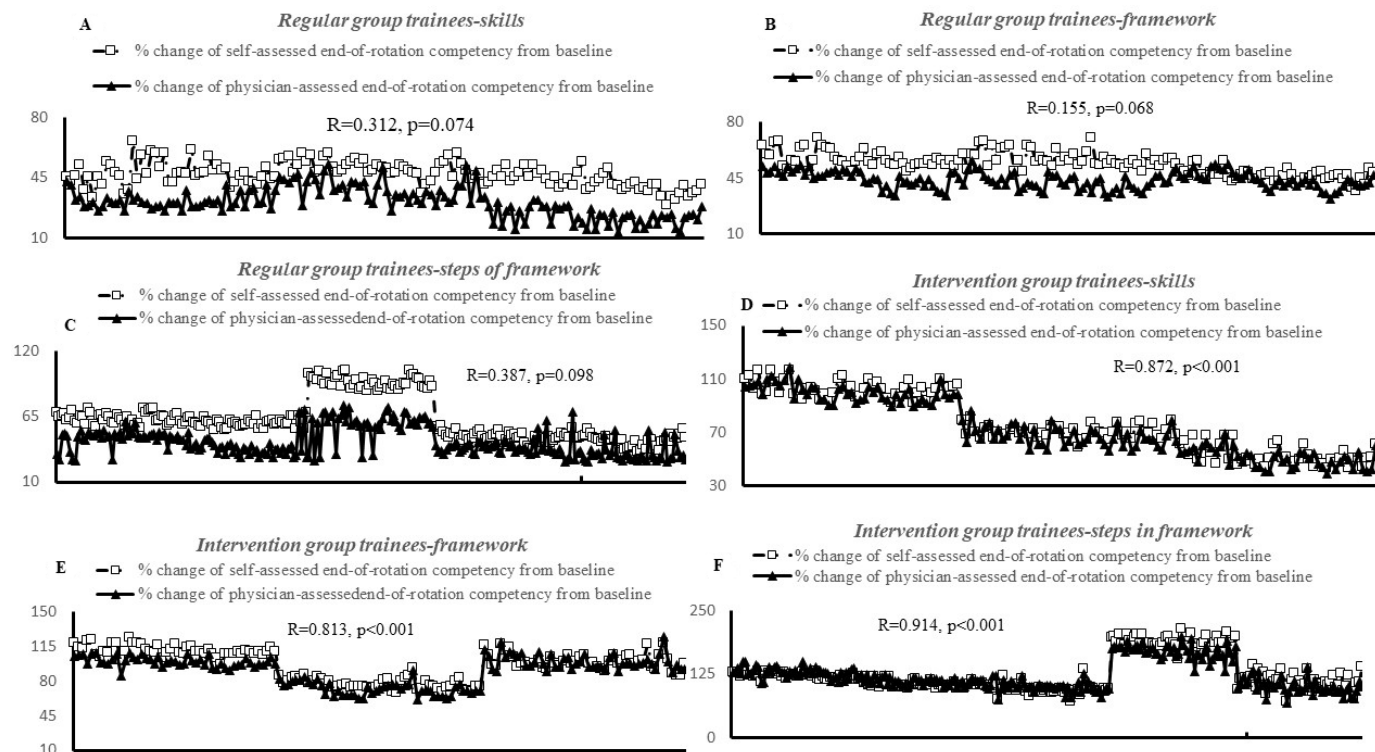 A
Regular group trainees-skills
% change of self-assessed end-of-rotation competency from baseline
% change of physician-assessed end-of-rotation competency from baseline
R=0.312, p=0.074
80
45
10
B
Regular group trainees-framework
% change of self-assessed end-of-rotation competency from baseline
% change of physician-assessed end-of-rotation competency from baseline
R=0.155, p=0.068
80
45
10
Regular group trainees-steps of framework
% change of self-assessed end-of-rotation competency from baseline
C
% change of physician-assessedend-of-rotation competency from baseline
R=0.387, p=0.098
120
65
10
Intervention group trainees-skills
D
% change of self-assessed end-of-rotation competency from baseline
% change of physician-assessed end-of-rotation competency from baseline
R=0.872, p<0.001
150
110
70
30
Intervention group trainees-framework
E
% change of self-assessed end-of-rotation competency from baseline
% change of physician-assessedend-of-rotation competency from baseline
R=0.813, p<0.001
150
115
80
45
10
Intervention group trainees-steps in framework
F
% change of self-assessed end-of-rotation competency from baseline
% change of physician-assessed end-of-rotation competency from baseline
R=0.914, p<0.001
250
125
0